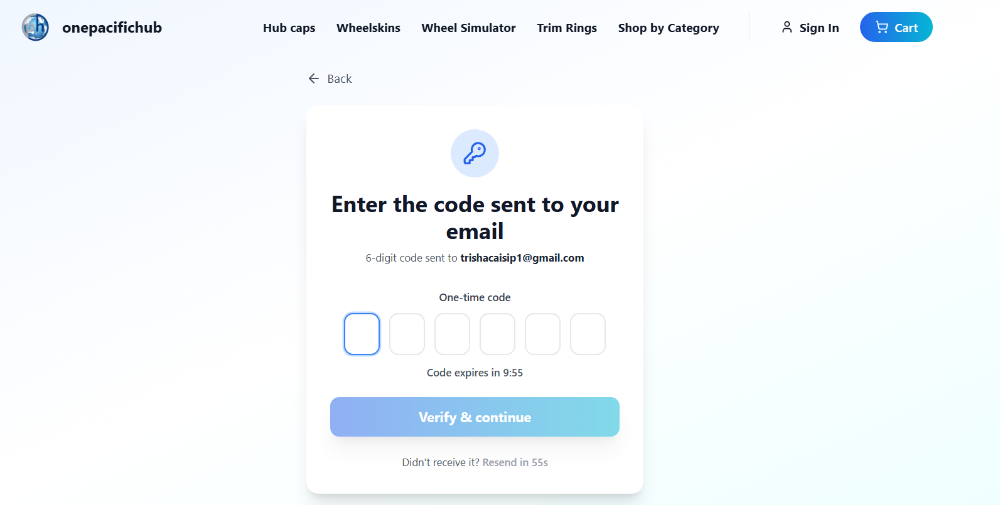 onepacifichub
Hub caps Wheelskins Wheel Simulator Trim Rings Shop by Category Sign In Cart
Back
Enter the code sent to your
email
6-digit code sent to trishacaisip1@gmail.com
One-time code
Code expires in 9:55
Verify & continue
Didn't receive it? Resend in 55s